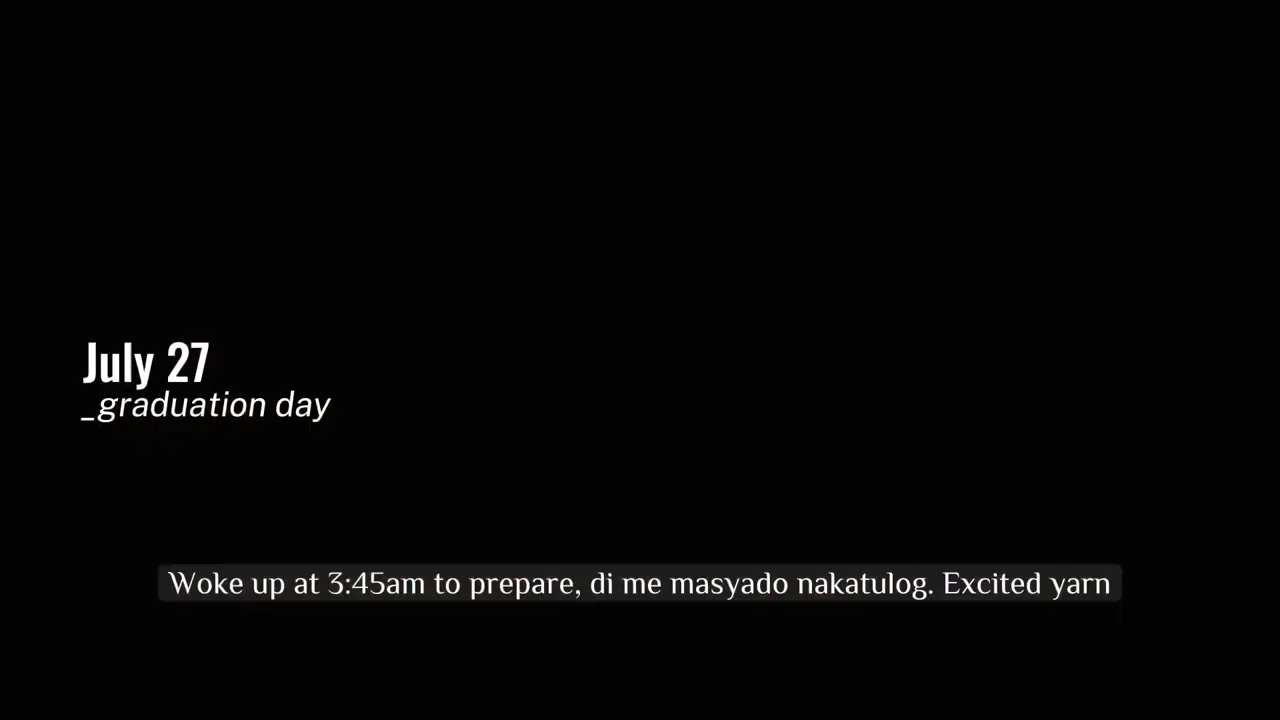 July 27
_graduation day
Woke up at 3:45am to prepare, di me masyado nakatulog. Excited yarn